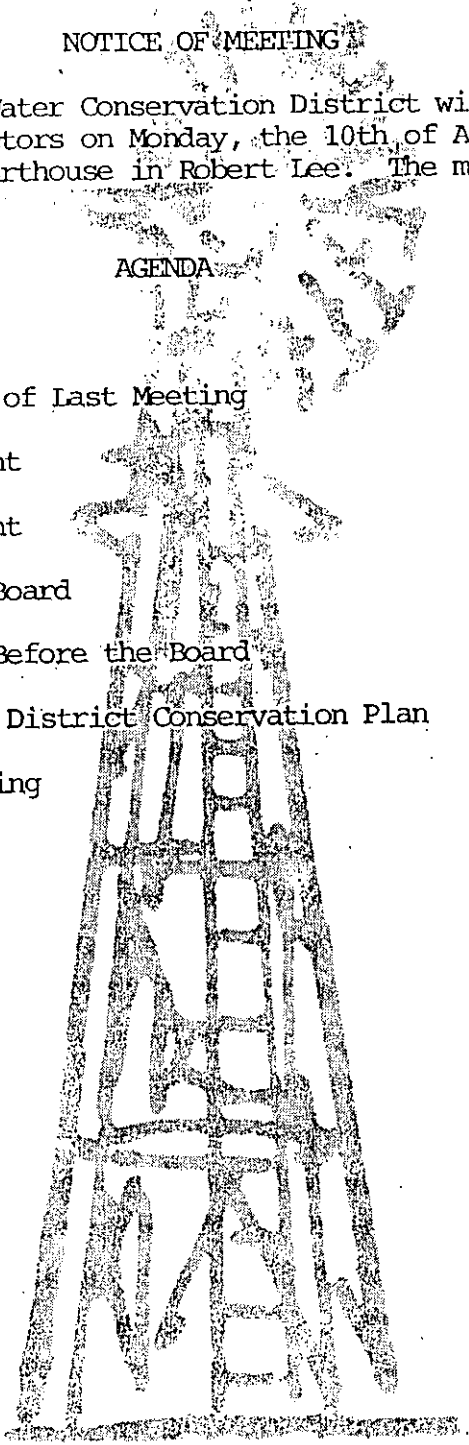 NOTICE OF MEETING
Water Conservation District wi
tors on Monday, the 10th of A
rthouse in Robert Lee. The m
AGENDA
of Last Meeting
nt
nt
Board
Before the Board
District Conservation Plan
ing